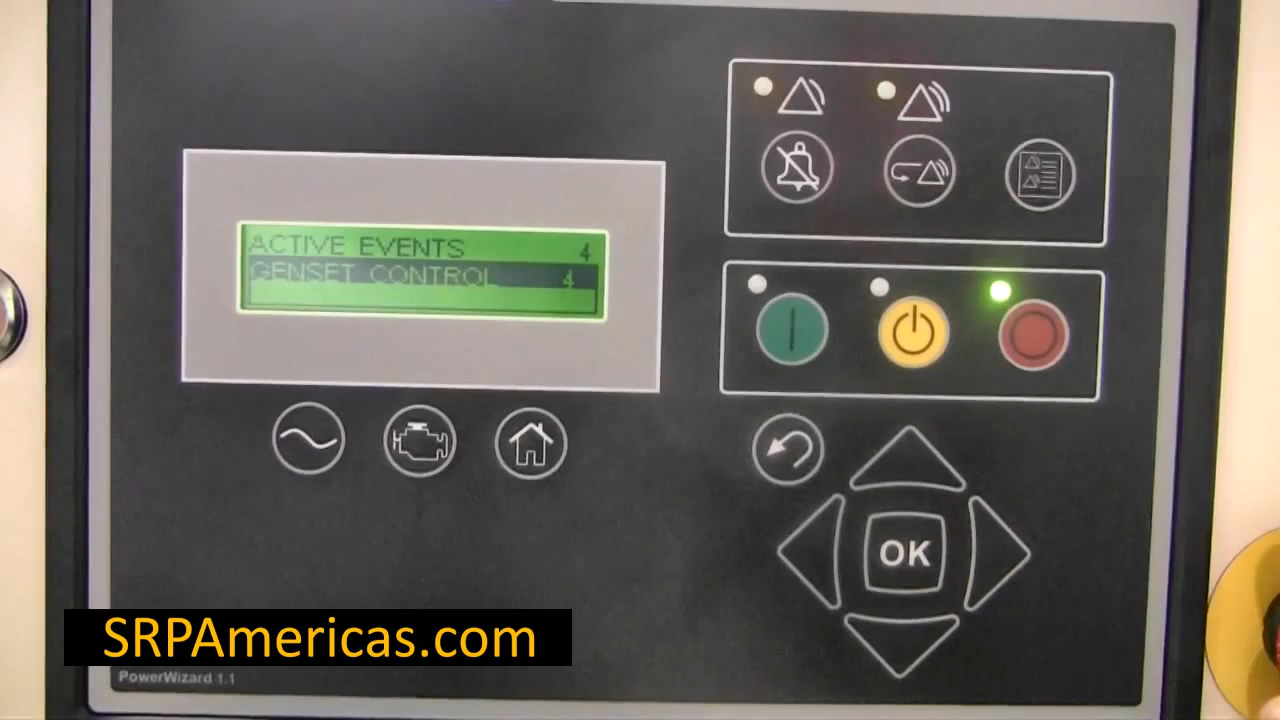 ACTIVE EVENTS 4
GENSET CONTROL 4
OK
SRPAmericas.com
PowerWizard 1.1